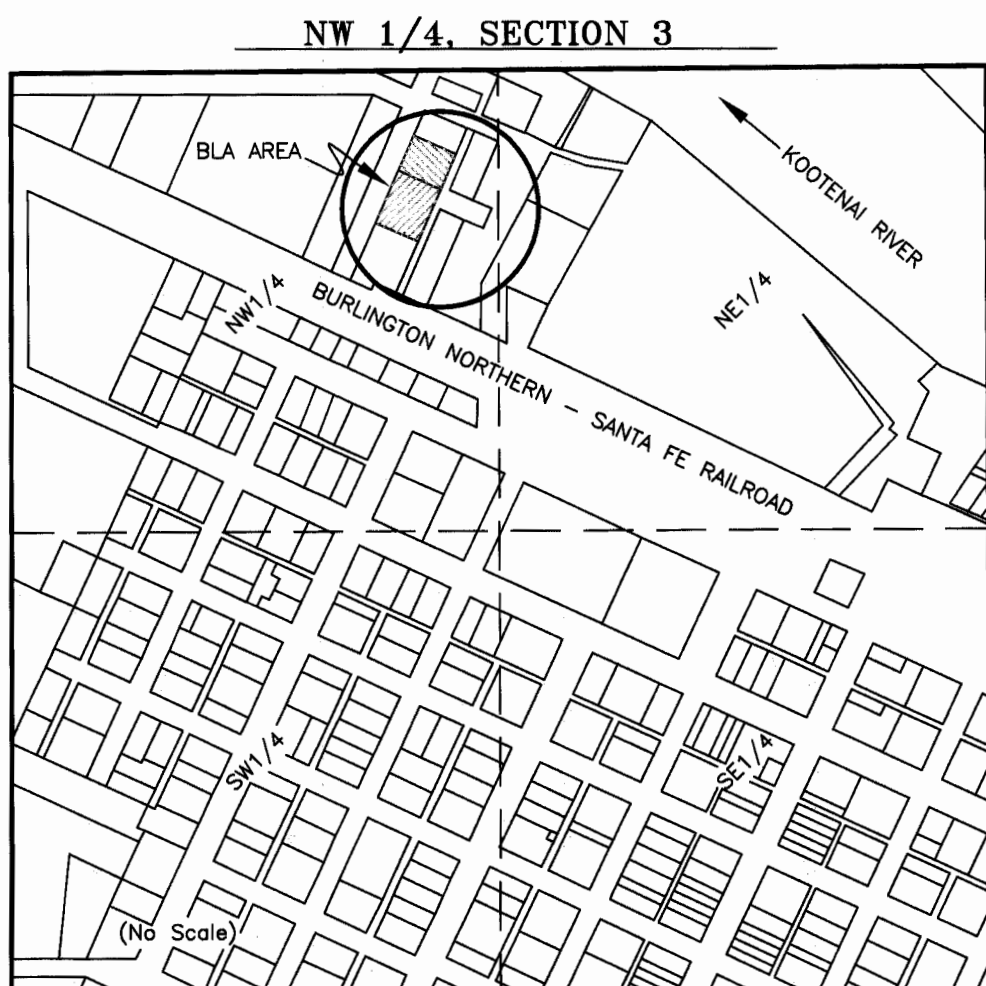 NW 1/4, SECTION 3
BLA AREA
KOOTENAI RIVER
NW1/4
NE1/4
BURLINGTON NORTHERN - SANTA FE RAILROAD
SW1/4
SE1/4
(No Scale)